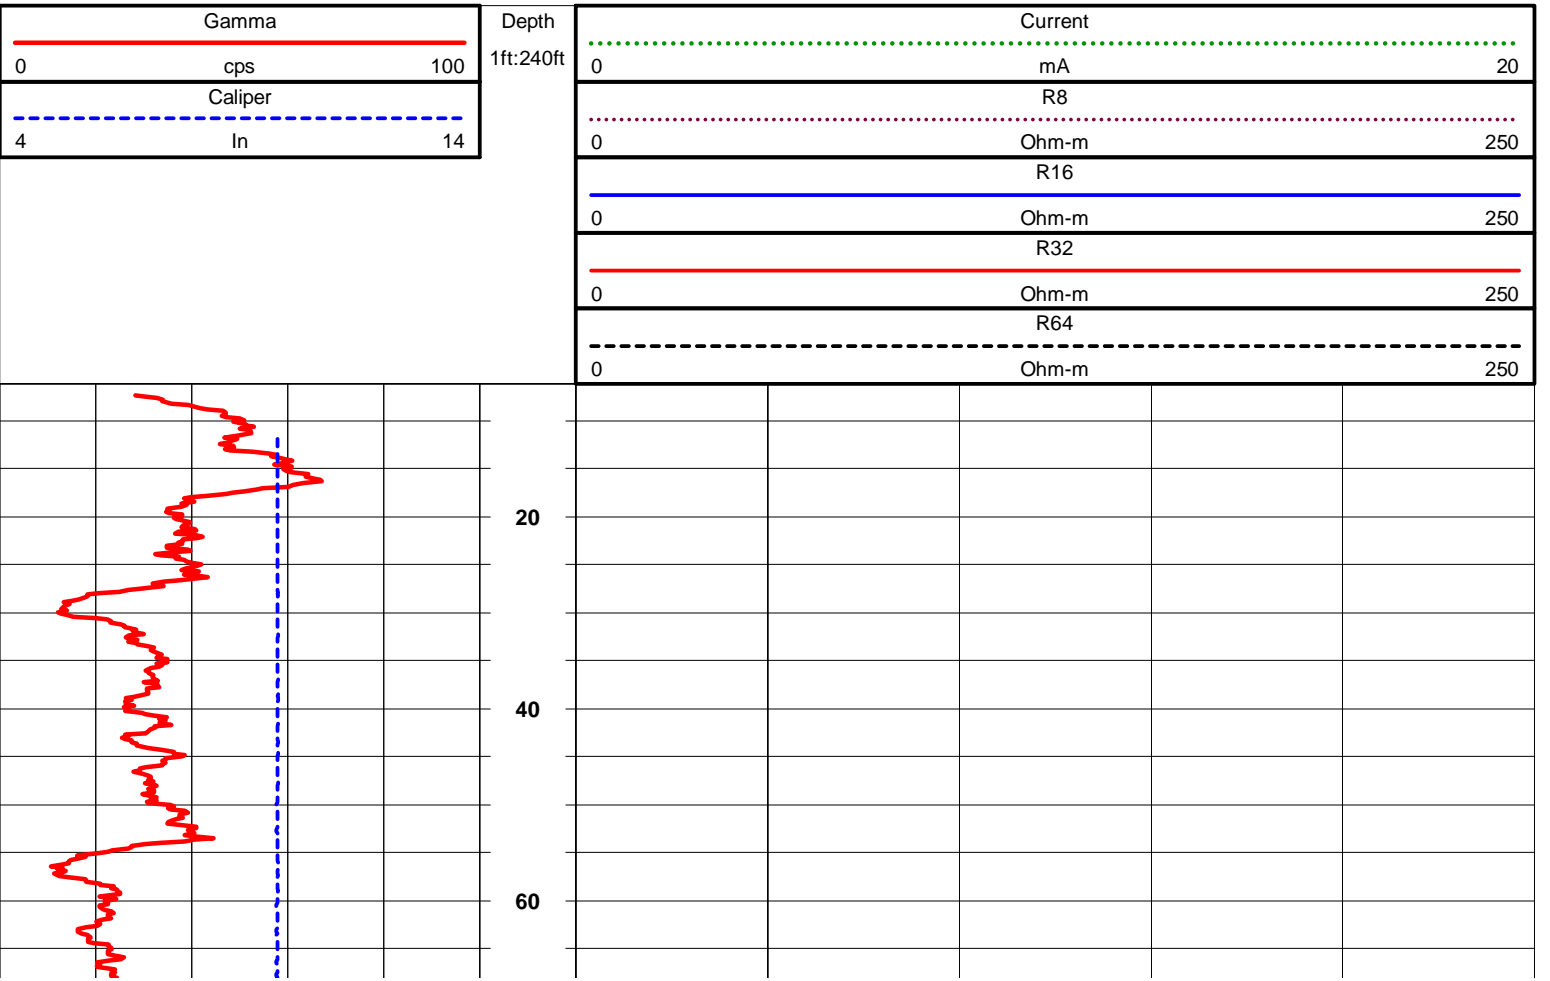 Gamma
0 cps 100
Caliper
4 In 14
Depth
1ft:240ft
Current
0 mA 20
R8
0 Ohm-m 250
R16
0 Ohm-m 250
R32
0 Ohm-m 250
R64
0 Ohm-m 250
20
40
60